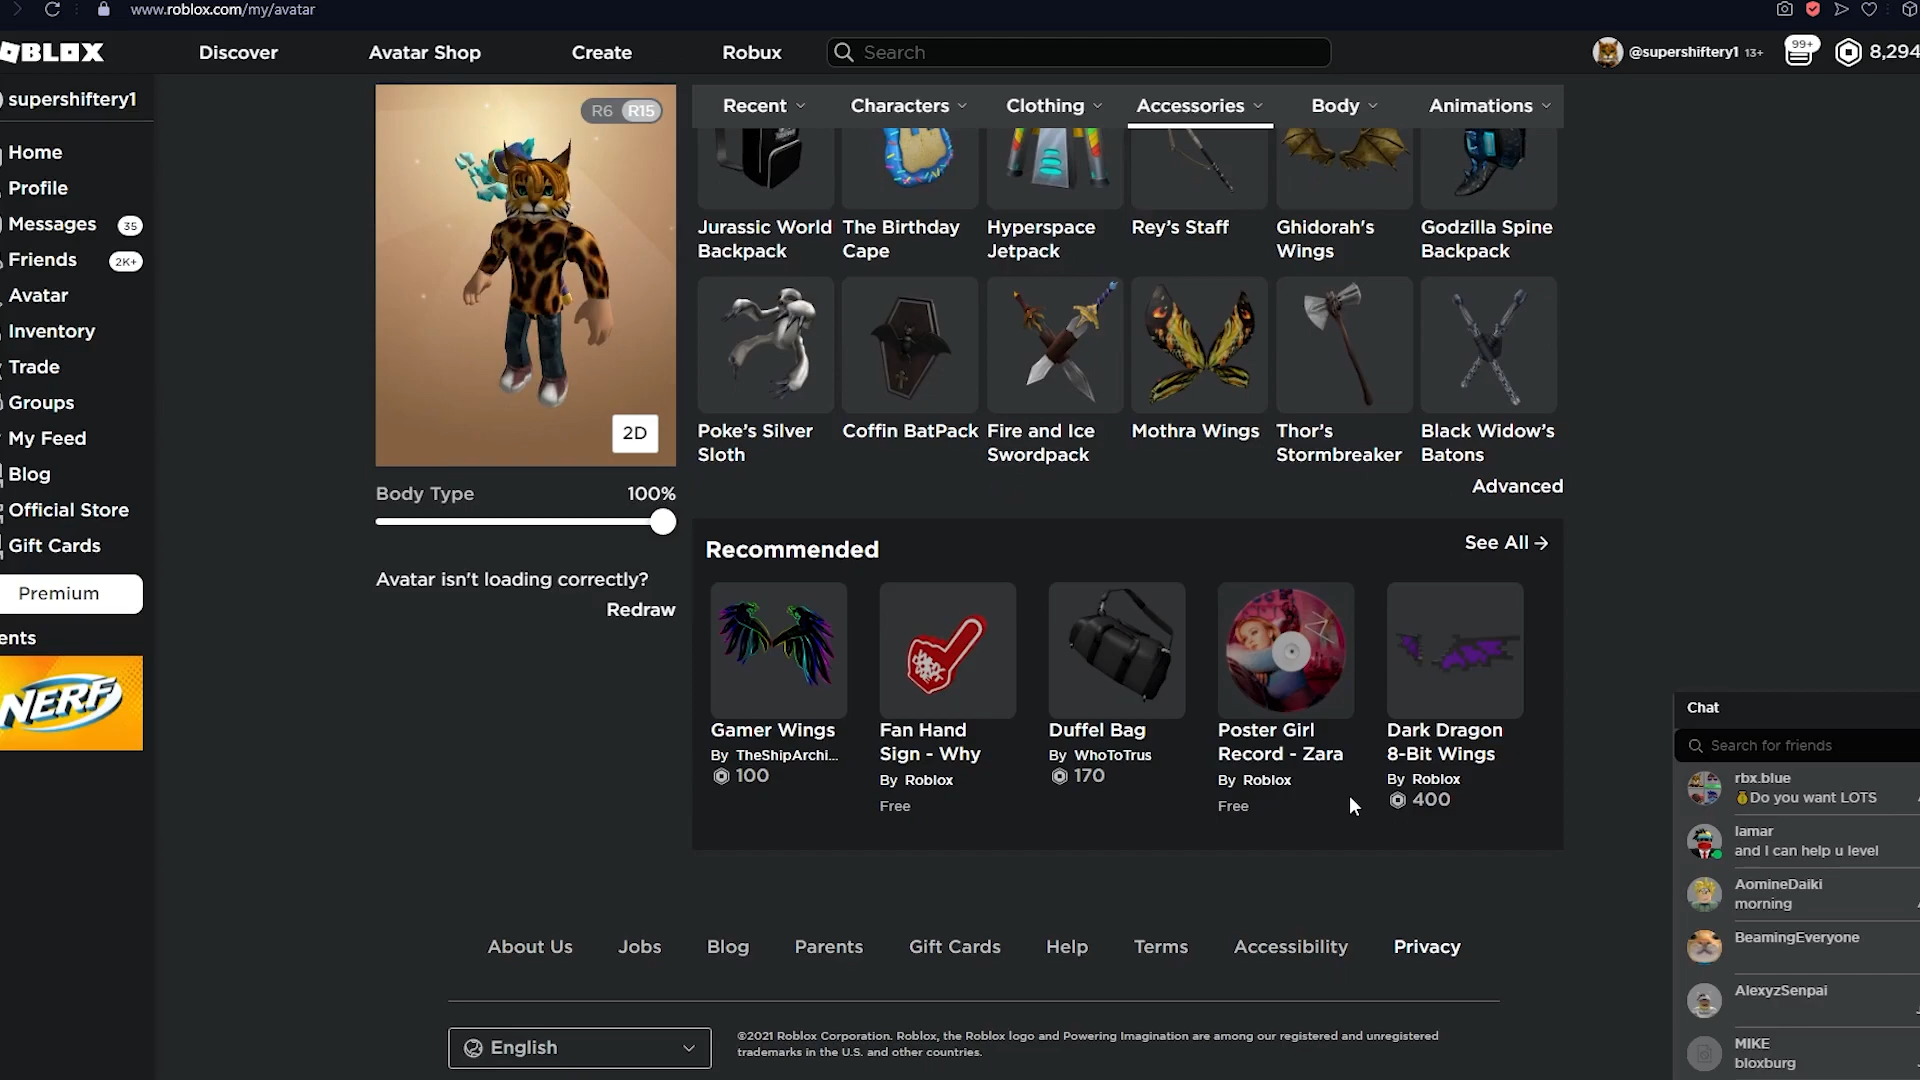 www.roblox.com/my/avatar
ROBLOX
Discover
Avatar Shop
Create
Robux
Search
@supershiftery1 13+
99+
8,294
supershiftery1
Home
Profile
Messages 35
Friends 2K+
Avatar
Inventory
Trade
Groups
My Feed
Blog
Official Store
Gift Cards
Premium
ents
NERF
R6 R15
2D
Body Type 100%
Avatar isn't loading correctly?
Redraw
Recent
Characters
Clothing
Accessories
Body
Animations
Jurassic World
Backpack
The Birthday
Cape
Hyperspace
Jetpack
Rey's Staff
Ghidorah's
Wings
Godzilla Spine
Backpack
Poke's Silver
Sloth
Coffin BatPack
Fire and Ice
Swordpack
Mothra Wings
Thor's
Stormbreaker
Black Widow's
Batons
Advanced
Recommended
See All
Gamer Wings
By TheShipArchi...
100
Fan Hand
Sign - Why
By Roblox
Free
Duffel Bag
By WhoToTrus
170
Poster Girl
Record - Zara
By Roblox
Free
Dark Dragon
8-Bit Wings
By Roblox
400
Chat
Search for friends
rbx.blue
Do you want LOTS
lamar
and I can help u level
AomineDaiki
morning
BeamingEveryone
AlexyzSenpai
MIKE
bloxburg
About Us
Jobs
Blog
Parents
Gift Cards
Help
Terms
Accessibility
Privacy
English
©2021 Roblox Corporation. Roblox, the Roblox logo and Powering Imagination are among our registered and unregistered
trademarks in the U.S. and other countries.